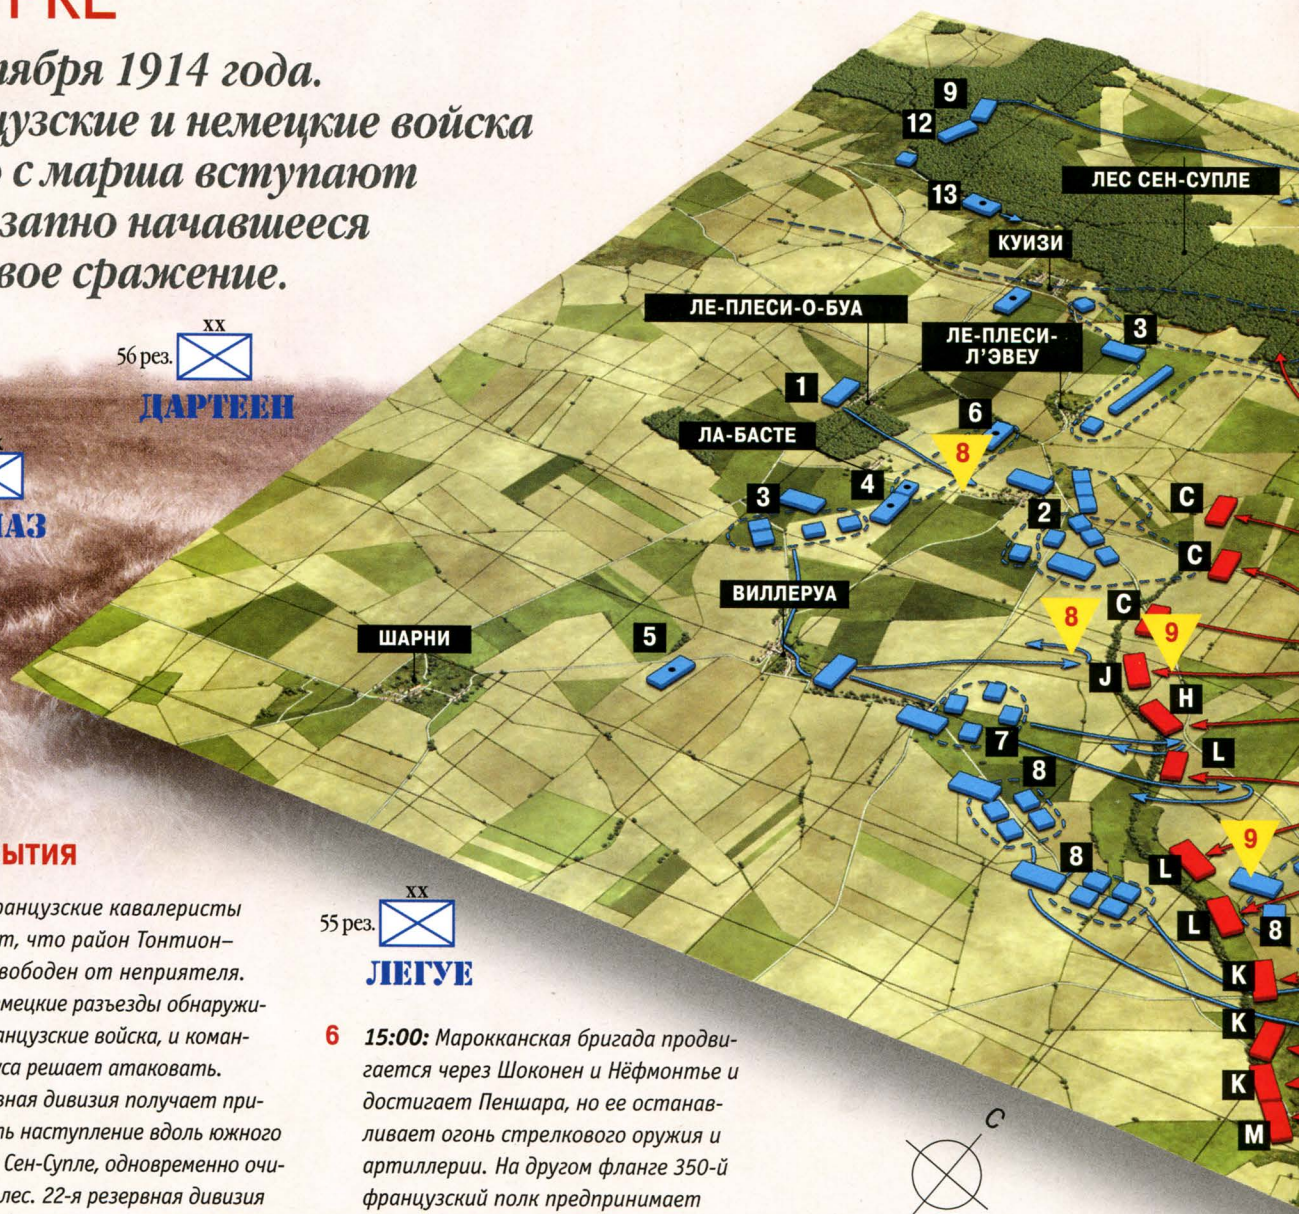 тября 1914 года.
цузские и немецкие войска
с марша вступают
запно начавшееся
вое сражение.
xx
56 рез.
ДАРТЕЕН
АЗ
9
12
13
ЛЕС СЕН-СУПЛЕ
КУИЗИ
ЛЕ-ПЛЕСИ-О-БУА
ЛЕ-ПЛЕСИ-
Л'ЭВЕУ
3
1
6
ЛА-БАСТЕ
8
4
3
2
C
C
C
ВИЛЛЕРУА
8
9
ШАРНИ
5
J
H
7
L
8
8
9
L
L
8
K
K
K
M
xx
55 рез.
ЛЕГУЕ
ЫТИЯ
ранцузские кавалеристы
т, что район Тонтион–
вободен от неприятеля.
емецкие разъезды обнаружи-
анцузские войска, и коман-
са решает атаковать.
вная дивизия получает при-
ть наступление вдоль южного
Сен-Супле, одновременно очи-
лес. 22-я резервная дивизия
6 15:00: Марокканская бригада продви-
гается через Шоконен и Нёфмонтье и
достигает Пеншара, но ее останав-
ливает огонь стрелкового оружия и
артиллерии. На другом фланге 350-й
французский полк предпринимает
С